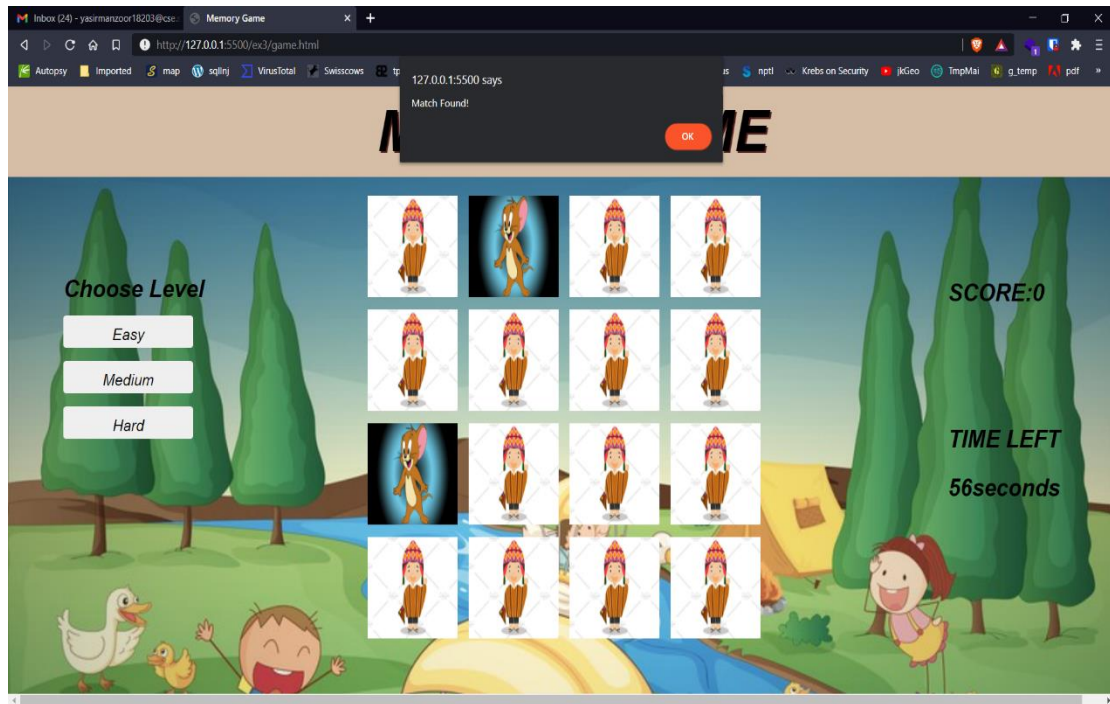 Inbox (24) - yasirmanzoor18203@cse.
Memory Game
http://127.0.0.1:5500/ex3/game.html
Autopsy Imported map sqlInj VirusTotal Swisscows nptl Krebs on Security jkGeo TmpMai g_temp pdf
127.0.0.1:5500 says
Match Found!
OK
Choose Level
Easy
Medium
Hard
SCORE:0
TIME LEFT
56seconds